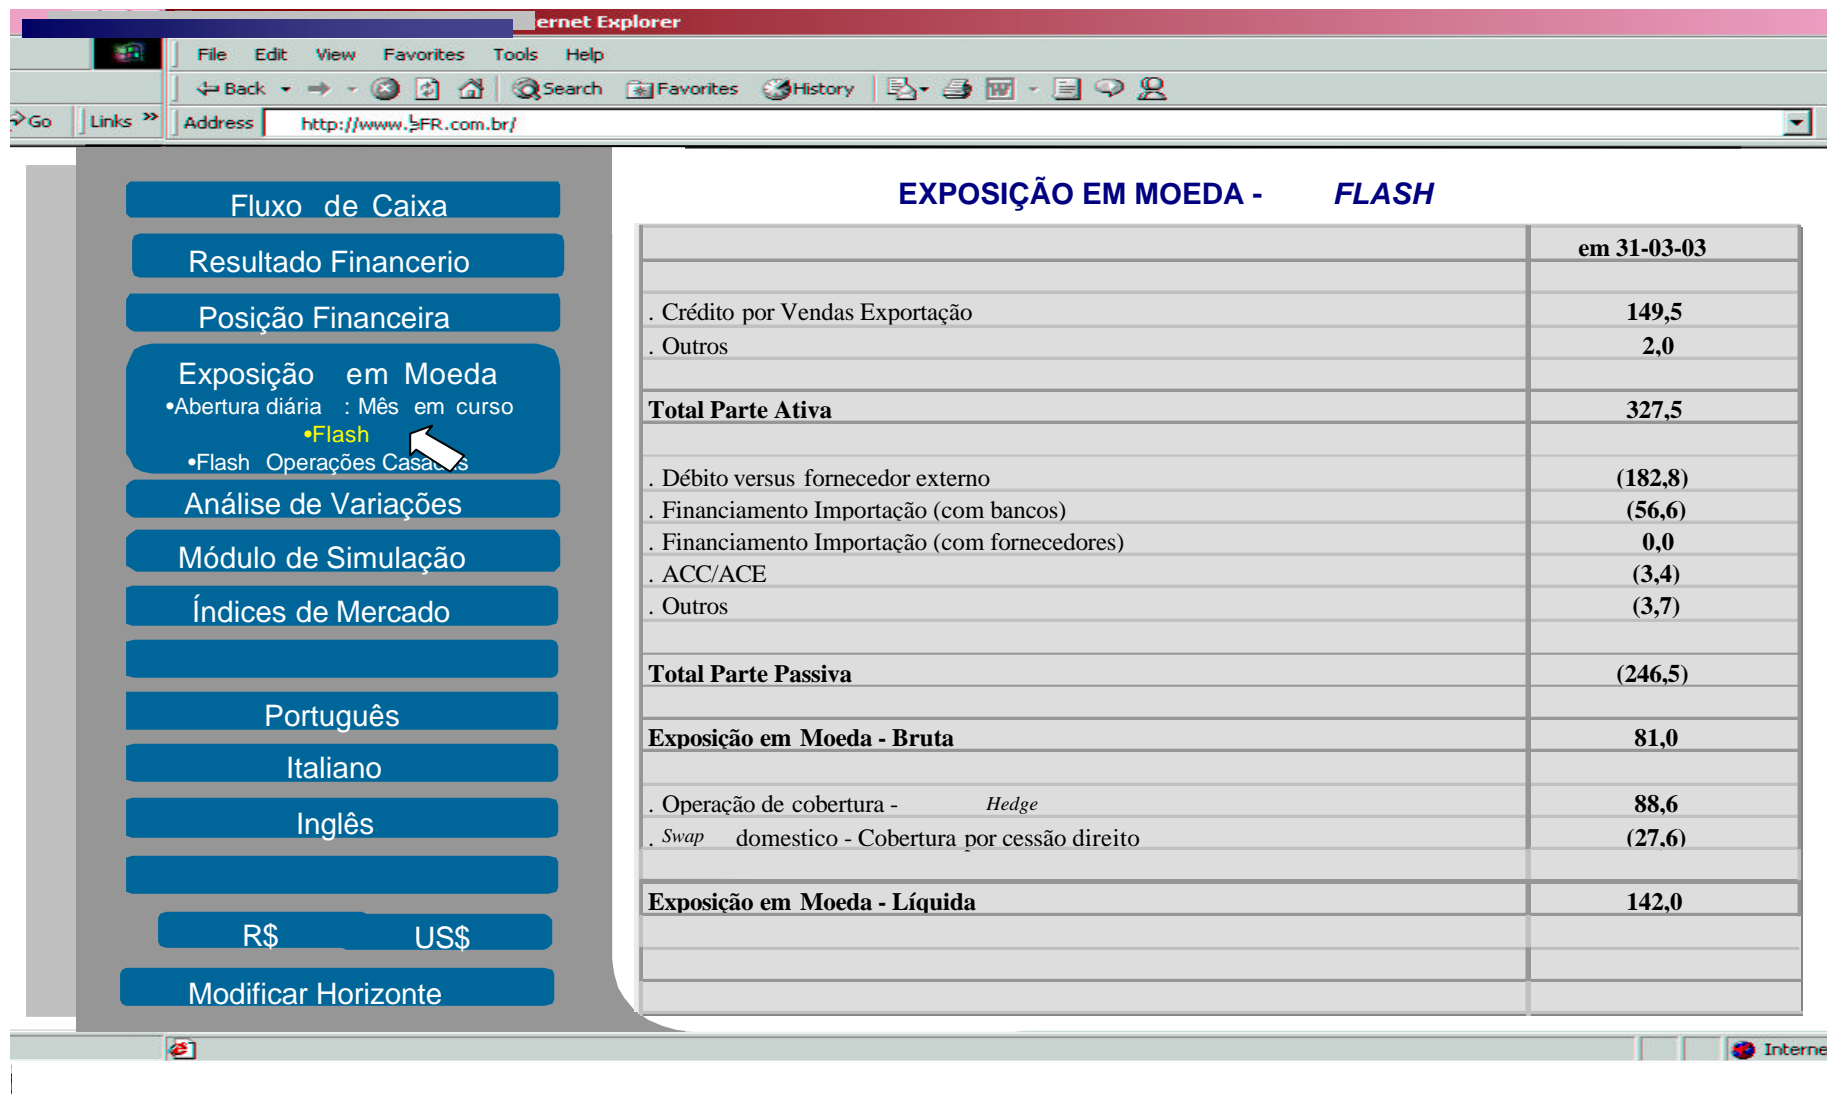 ernet Explorer
File Edit View Favorites Tools Help
Back Search Favorites History
Go Links » Address http://www.SFR.com.br/
EXPOSIÇÃO EM MOEDA - FLASH
Fluxo de Caixa
Resultado Financerio
Posição Financeira
Exposição em Moeda
•Abertura diária : Mês em curso
•Flash
•Flash Operações Casadas
Análise de Variações
Módulo de Simulação
Índices de Mercado
Português
Italiano
Inglês
R$ US$
Modificar Horizonte
em 31-03-03
. Crédito por Vendas Exportação 149,5
. Outros 2,0
Total Parte Ativa 327,5
. Débito versus fornecedor externo (182,8)
. Financiamento Importação (com bancos) (56,6)
. Financiamento Importação (com fornecedores) 0,0
. ACC/ACE (3,4)
. Outros (3,7)
Total Parte Passiva (246,5)
Exposição em Moeda - Bruta 81,0
. Operação de cobertura - Hedge 88,6
. Swap domestico - Cobertura por cessão direito (27,6)
Exposição em Moeda - Líquida 142,0
Interne